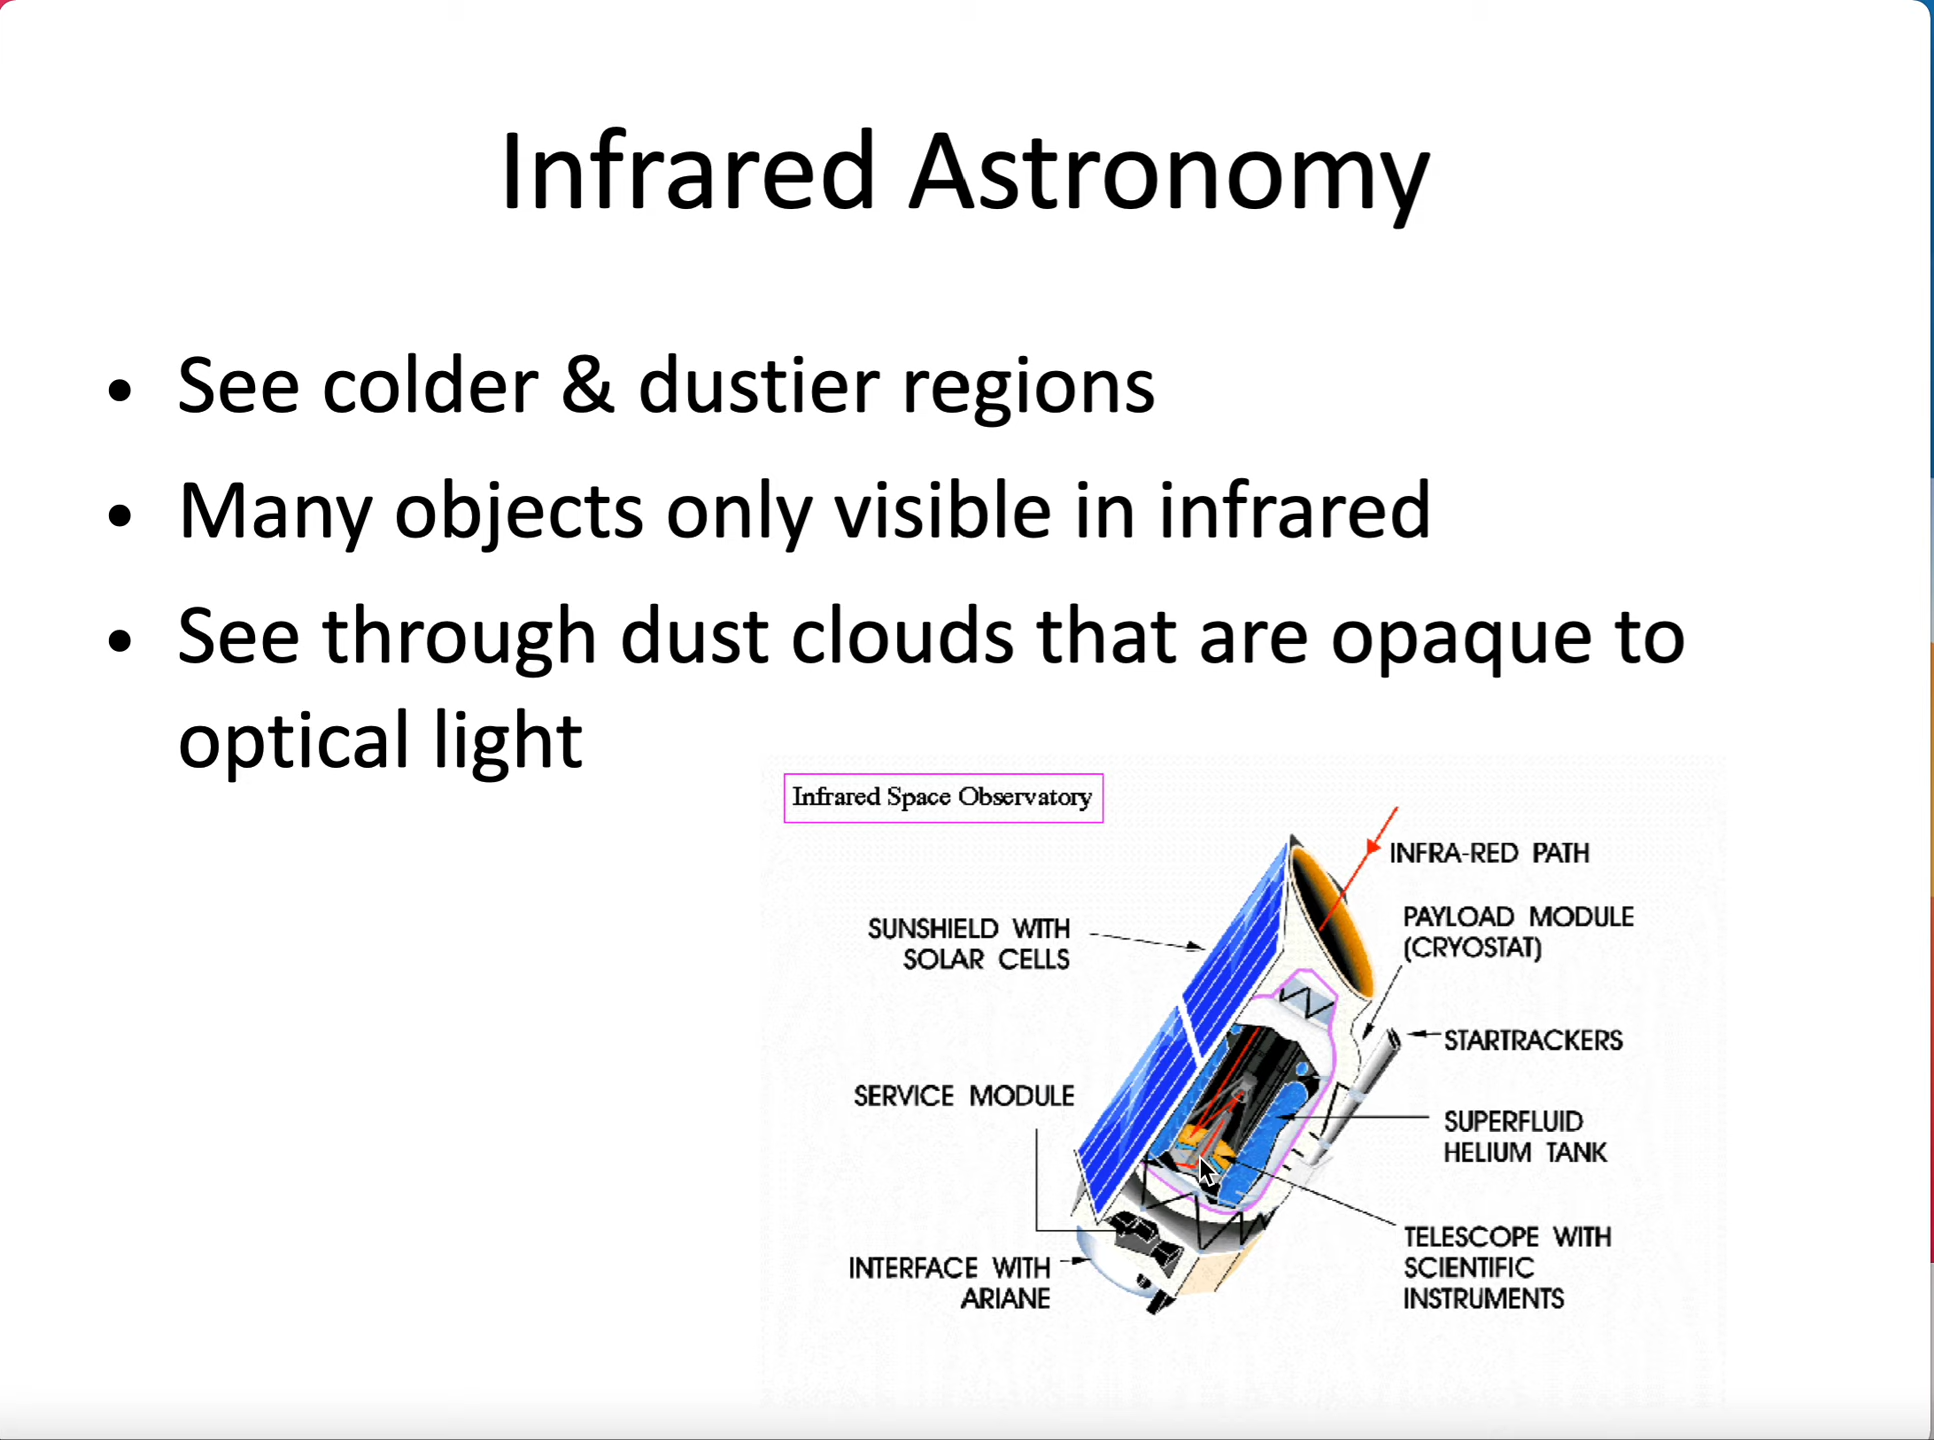 Infrared Astronomy
• See colder & dustier regions
• Many objects only visible in infrared
• See through dust clouds that are opaque to
optical light
Infrared Space Observatory
INFRA-RED PATH
PAYLOAD MODULE
(CRYOSTAT)
SUNSHIELD WITH
SOLAR CELLS
STARTRACKERS
SERVICE MODULE
SUPERFLUID
HELIUM TANK
TELESCOPE WITH
SCIENTIFIC
INSTRUMENTS
INTERFACE WITH
ARIANE